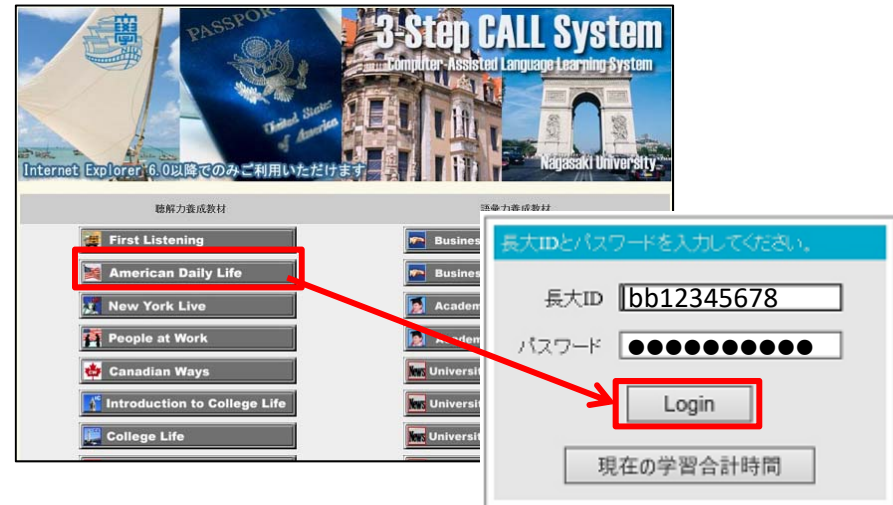 PASSPORT
United States
of America
3-Step CALL System
Computer-Assisted Language Learning System
Nagasaki University
Internet Explorer 6.0以降でのみご利用いただけます
聴解力養成教材
語彙力養成教材
First Listening
American Daily Life
New York Live
People at Work
Canadian Ways
Introduction to College Life
College Life
Busines
Busines
Academ
Academ
News Universit
News Universit
News Universit
長大IDとパスワードを入力してください。
長大ID bb12345678
パスワード ●●●●●●●●●●
Login
現在の学習合計時間